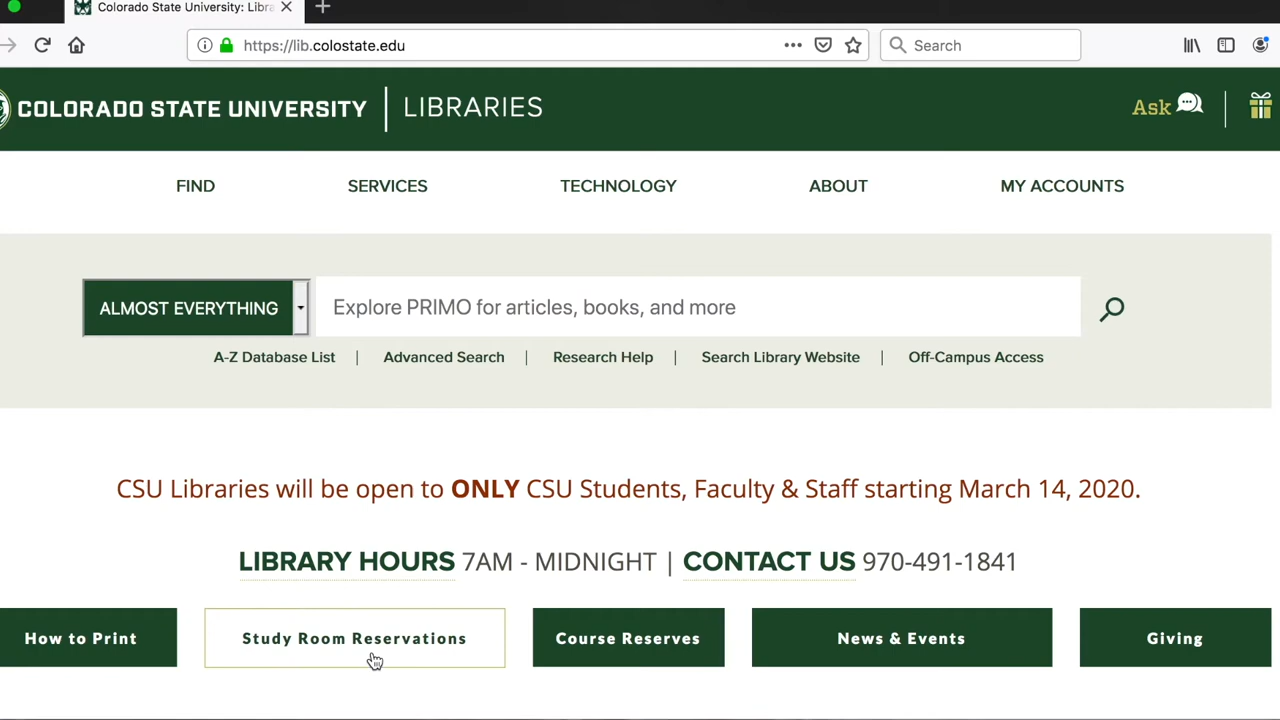 Colorado State University: Libra
https://lib.colostate.edu
Search
COLORADO STATE UNIVERSITY LIBRARIES
Ask
FIND SERVICES TECHNOLOGY ABOUT MY ACCOUNTS
ALMOST EVERYTHING Explore PRIMO for articles, books, and more
A-Z Database List | Advanced Search | Research Help | Search Library Website | Off-Campus Access
CSU Libraries will be open to ONLY CSU Students, Faculty & Staff starting March 14, 2020.
LIBRARY HOURS 7AM - MIDNIGHT | CONTACT US 970-491-1841
How to Print Study Room Reservations Course Reserves News & Events Giving